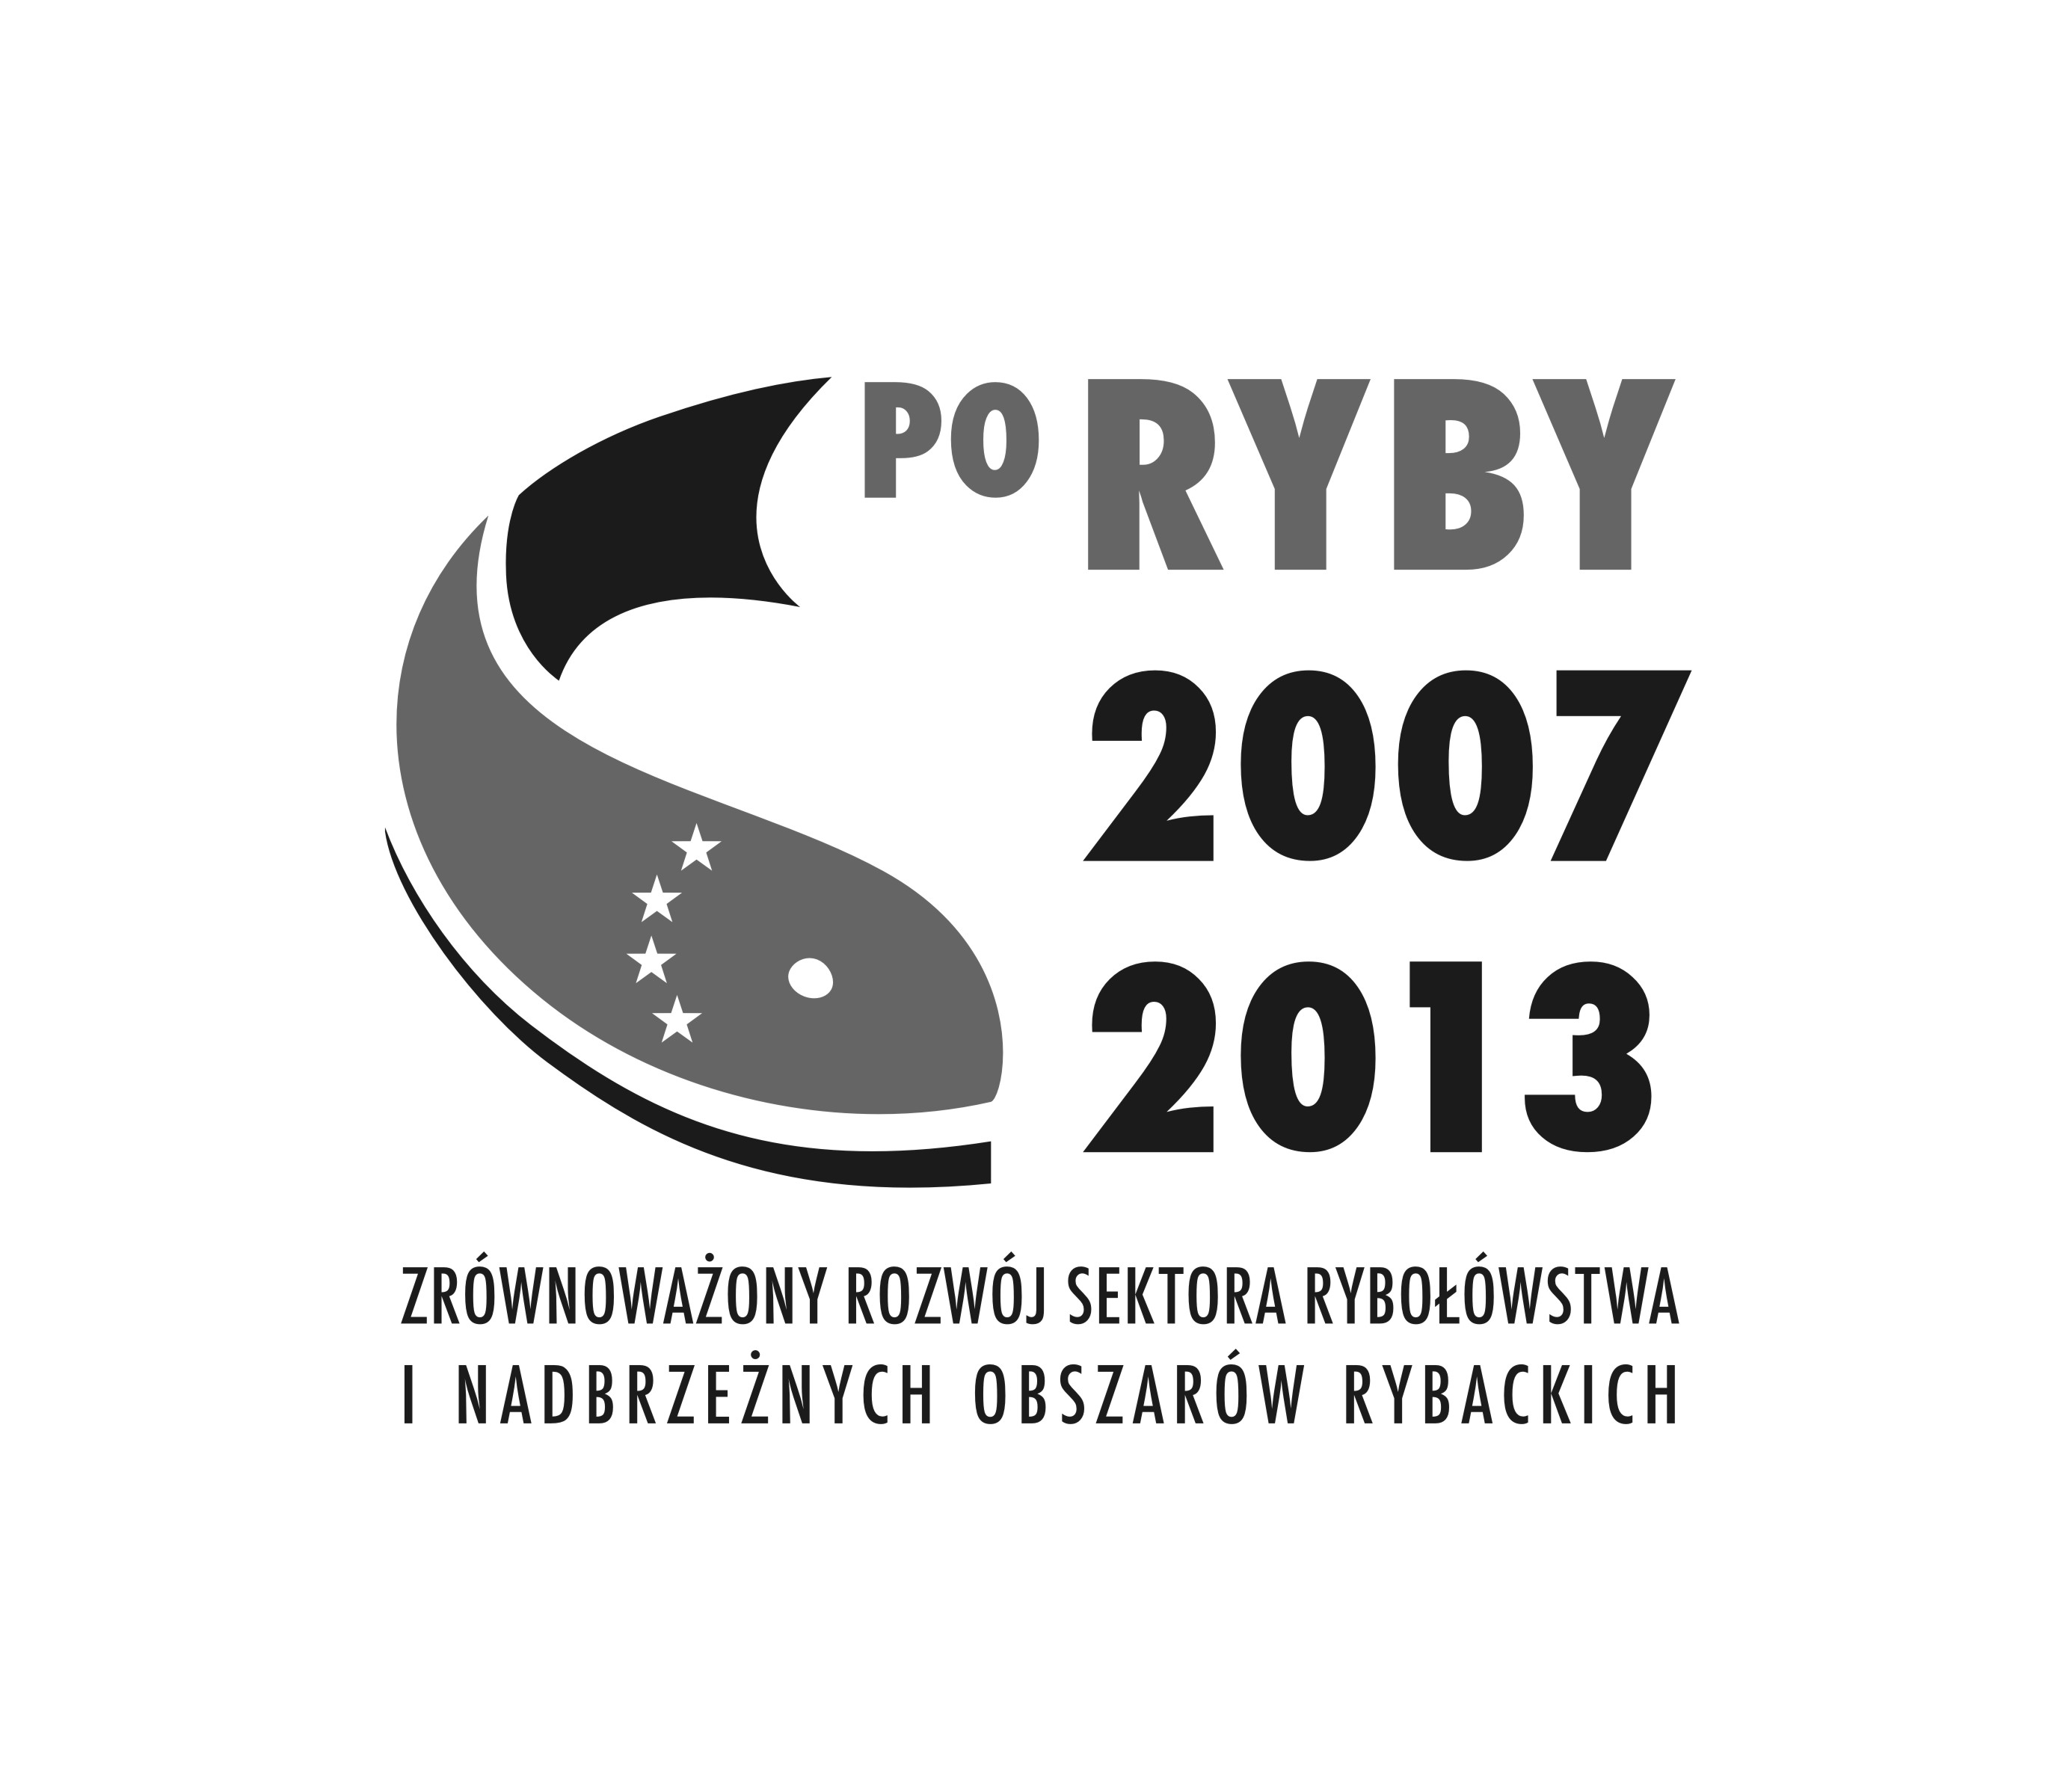 PO RYBY
2007
2013
ZRÓWNOWAŻONY ROZWÓJ SEKTORA RYBOŁÓWSTWA
I NADBRZEŻNYCH OBSZARÓW RYBACKICH